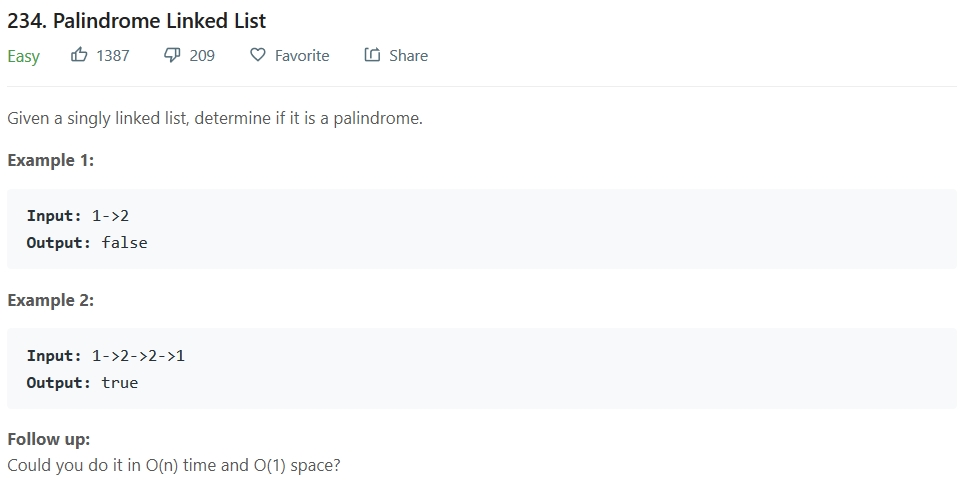 234. Palindrome Linked List
Easy 1387 209 Favorite Share
Given a singly linked list, determine if it is a palindrome.
Example 1:
Input: 1->2
Output: false
Example 2:
Input: 1->2->2->1
Output: true
Follow up:
Could you do it in O(n) time and O(1) space?